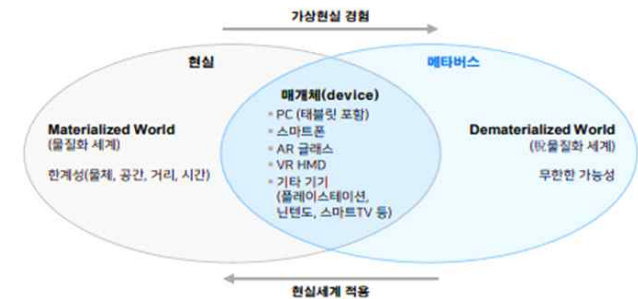 가상현실 경험
현실
메타버스
매개체(device)
Materialized World
(물질화 세계)
한계성(물체, 공간, 거리, 시간)
• PC (태블릿 포함)
• 스마트폰
• AR 글래스
• VR HMD
• 기타 기기
(플레이스테이션,
닌텐도, 스마트TV 등)
Dematerialized World
(脫물질화 세계)
무한한 가능성
현실세계 적용